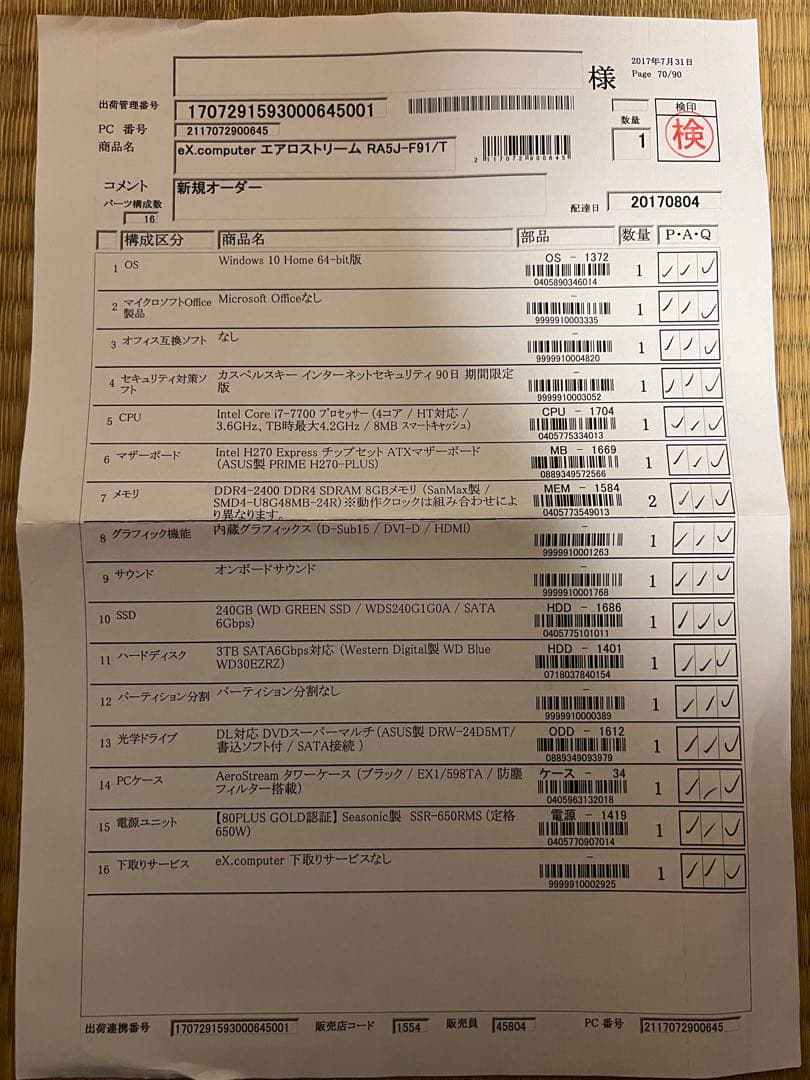 2017年7月31日
様 Page 70/90
出荷管理番号 1707291593000645001
検印
PC 番号 2117072900645
数量
商品名 eX.computer エアロストリーム RA5J-F91/T
2117072900645
1
検
コメント 新規オーダー
パーツ構成数
16
配達日 20170804
構成区分 商品名 部品 数量 P・A・Q
1 OS Windows 10 Home 64-bit版 OS - 1372 1
0405890346014
2 マイクロソフトOffice製品 Microsoft Officeなし - 1
9999910003335
3 オフィス互換ソフト なし - 1
9999910004820
4 セキュリティ対策ソフト カスペルスキー インターネットセキュリティ 90日 期間限定版 - 1
9999910003052
5 CPU Intel Core i7-7700 プロセッサー (4コア / HT対応 / CPU - 1704 1
3.6GHz、TB時最大4.2GHz / 8MB スマートキャッシュ)
0405775334013
6 マザーボード Intel H270 Express チップセット ATXマザーボード MB - 1669 1
(ASUS製 PRIME H270-PLUS)
0889349572566
7 メモリ DDR4-2400 DDR4 SDRAM 8GBメモリ (SanMax製 / MEM - 1584 2
SMD4-U8G48MB-24R)※動作クロックは組み合わせにより異なります。
0405773549013
8 グラフィック機能 内蔵グラフィックス (D-Sub15 / DVI-D / HDMI) - 1
9999910001263
9 サウンド オンボードサウンド - 1
9999910001768
10 SSD 240GB (WD GREEN SSD / WDS240G1G0A / SATA HDD - 1686 1
6Gbps)
0405775101011
11 ハードディスク 3TB SATA6Gbps対応 (Western Digital製 WD Blue HDD - 1401 1
WD30EZRZ)
0718037840154
12 パーティション分割 パーティション分割なし - 1
9999910000389
13 光学ドライブ DL対応 DVDスーパーマルチ(ASUS製 DRW-24D5MT/ ODD - 1612 1
書込ソフト付 / SATA接続 )
0889349093979
14 PCケース AeroStream タワーケース (ブラック / EX1/598TA / 防塵 ケース - 34 1
フィルター搭載)
0405963132018
15 電源ユニット 【80PLUS GOLD認証】 Seasonic製 SSR-650RMS (定格 電源 - 1419 1
650W)
0405770907014
16 下取りサービス eX.computer 下取りサービスなし - 1
9999910002925
出荷連携番号 1707291593000645001 販売店コード 1554 販売員 45804 PC 番号 2117072900645